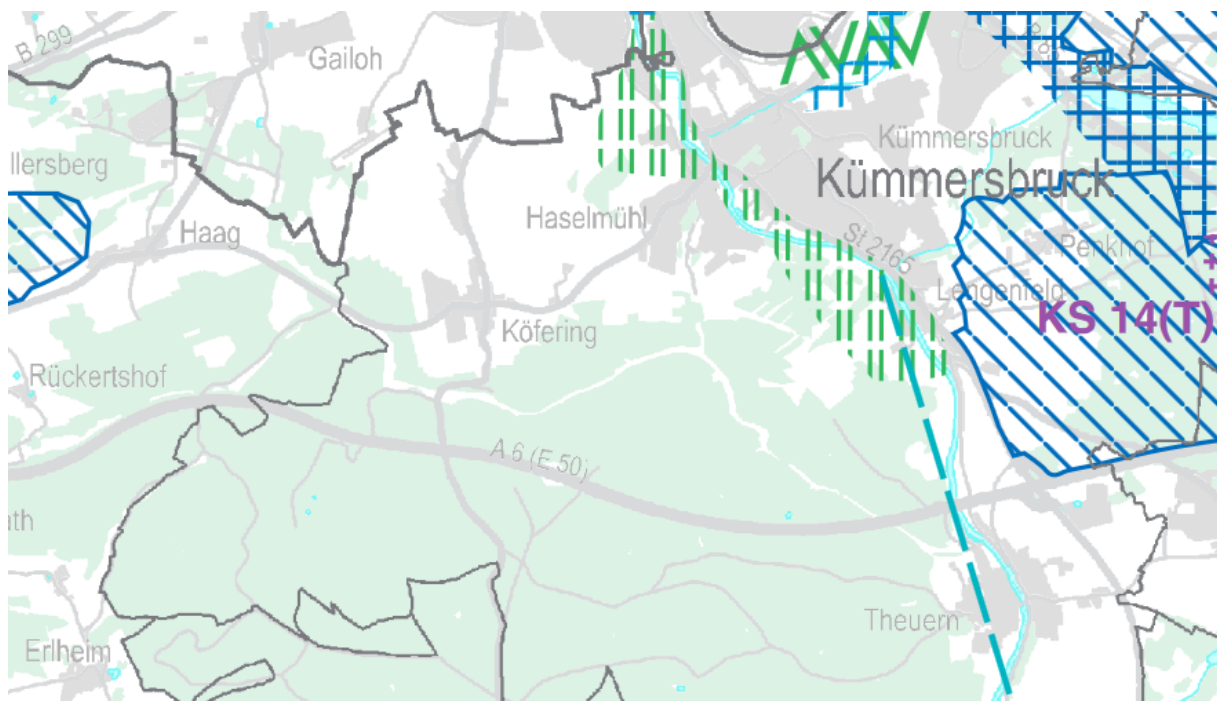 B 299
Gailoh
Kümmersbruck
Kümmersbruck
llersberg
Haselmühl
Haag
St 2165
Penkhof
Lengenfeld
KS 14(T)
Köfering
Rückertshof
A 6 (E 50)
ath
Theuern
Erlheim